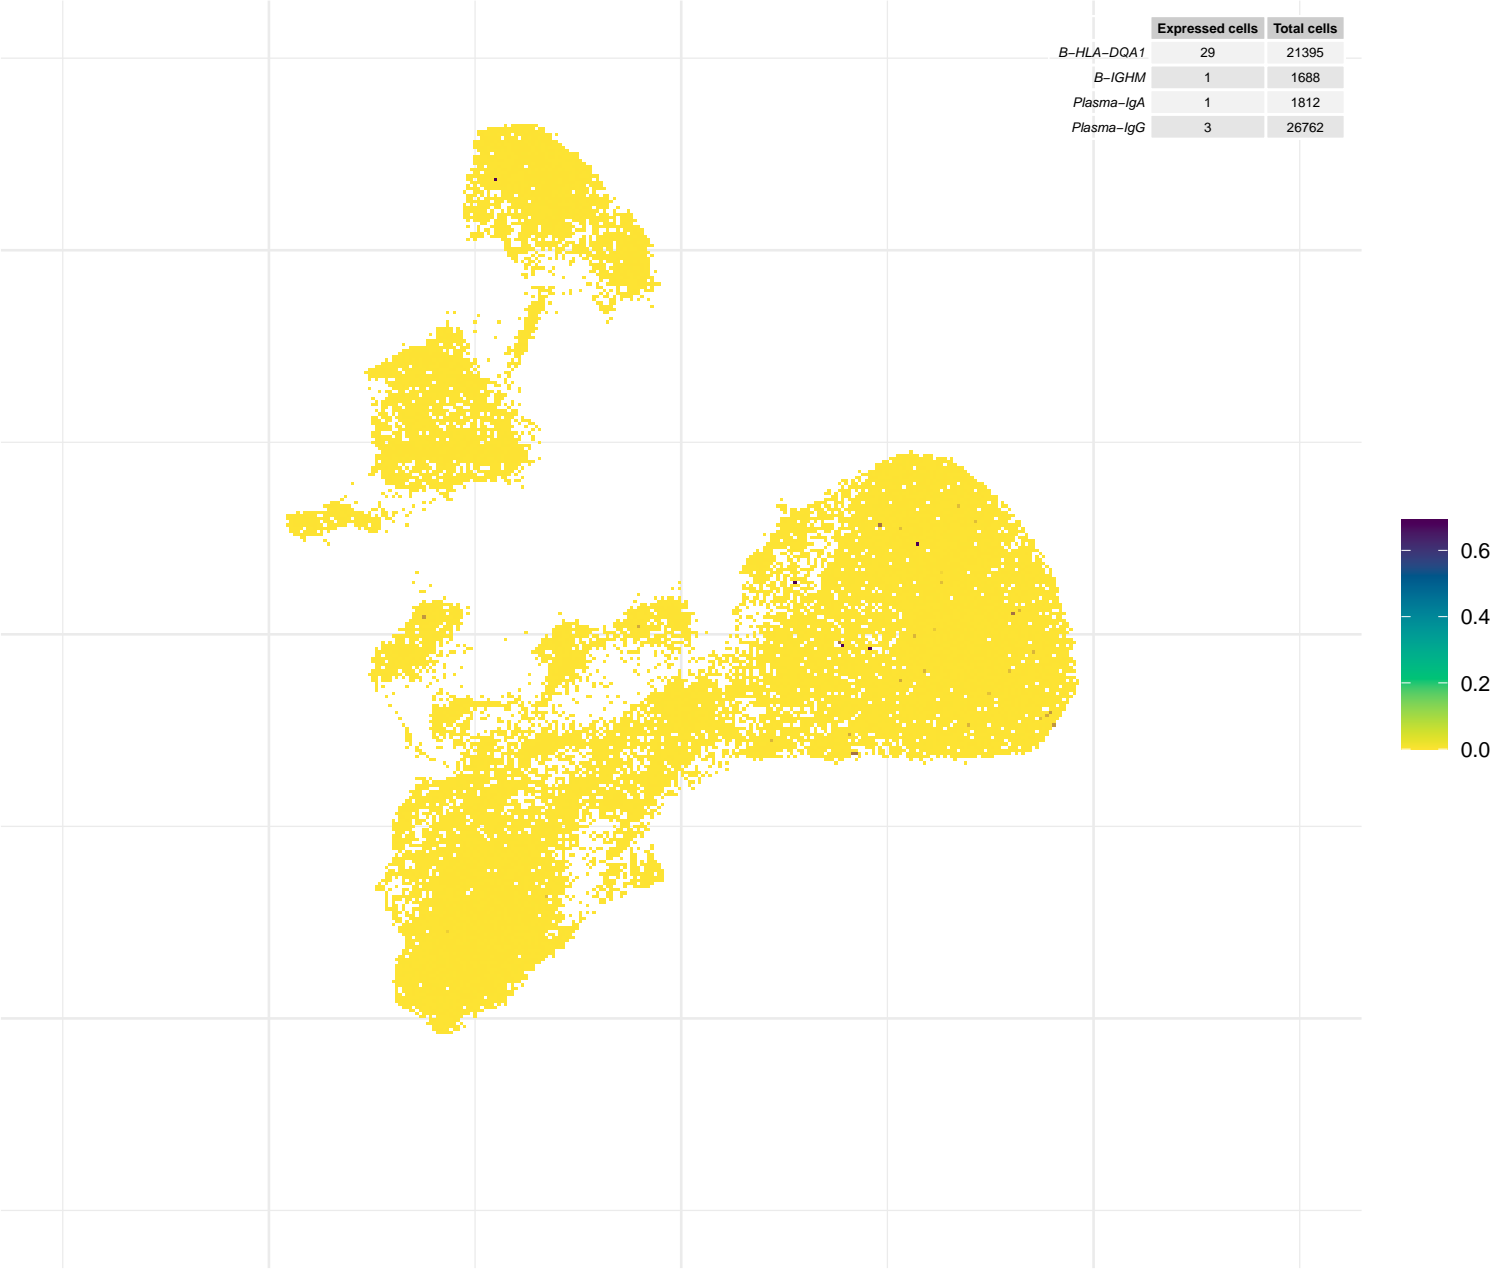 Expressed cells Total cells
B−HLA−DQA1 29 21395
B−IGHM 1 1688
Plasma−IgA 1 1812
Plasma−IgG 3 26762
0.6
0.4
0.2
0.0